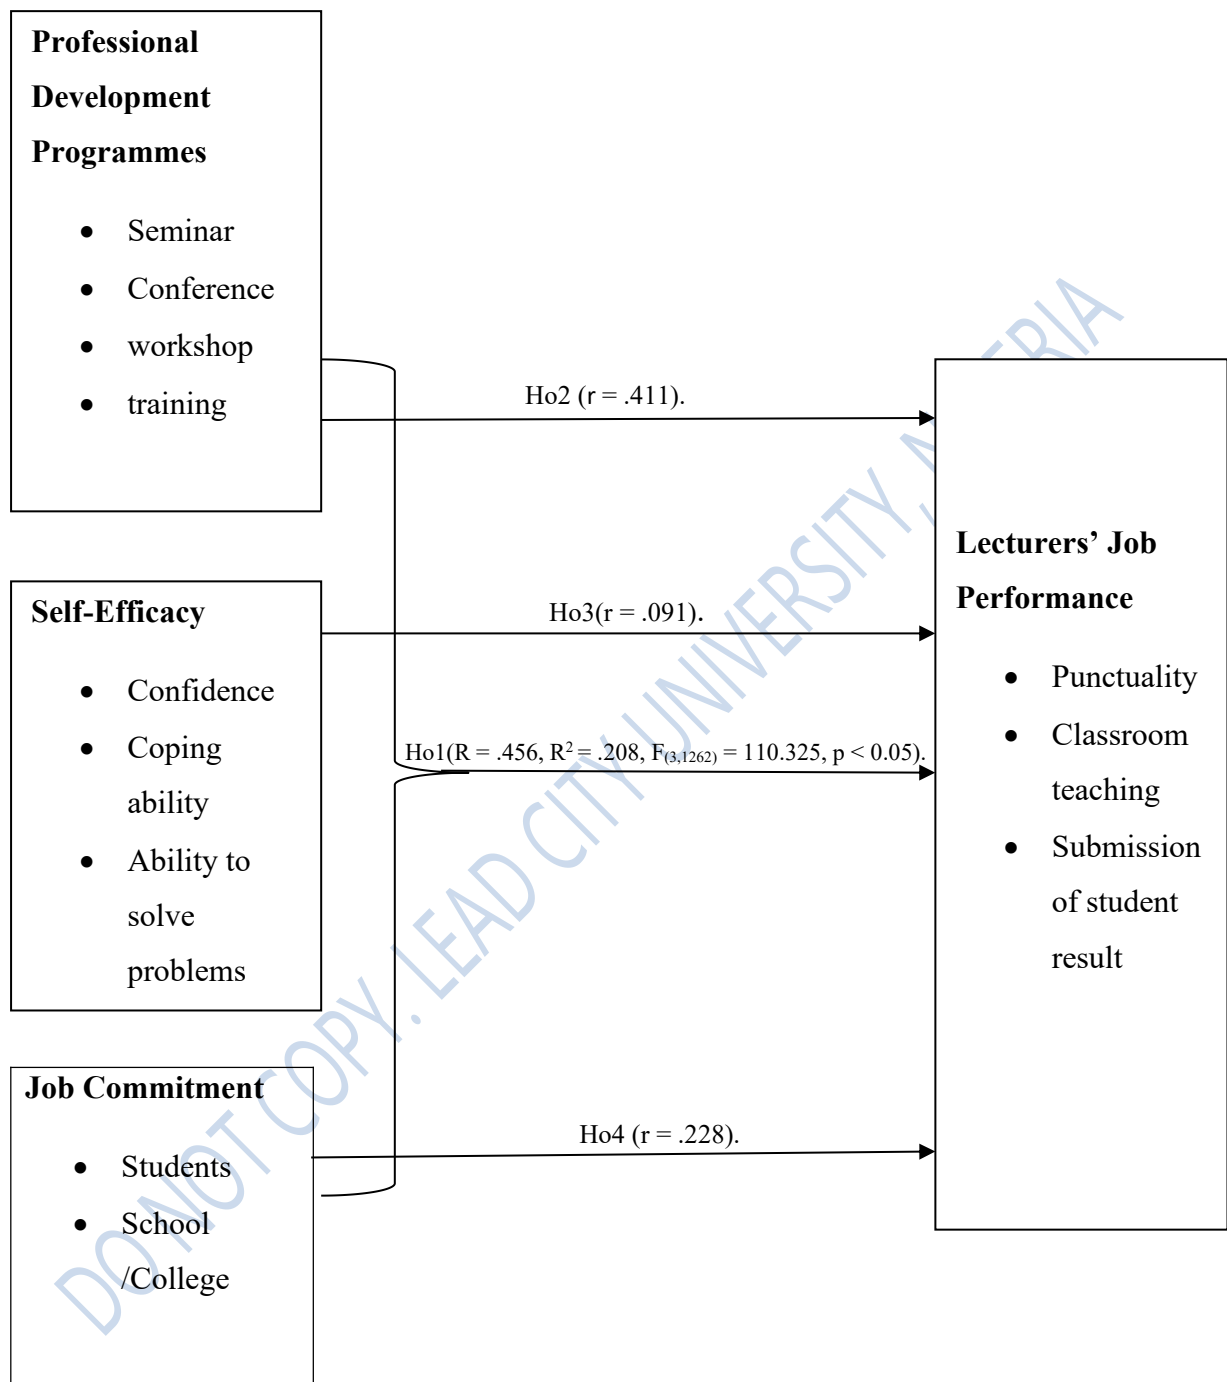 Professional
Development
Programmes
• Seminar
• Conference
• workshop
• training
Self-Efficacy
• Confidence
• Coping
ability
• Ability to
solve
problems
Job Commitment
• Students
• School
/College
Ho2 (r = .411).
Ho3(r = .091).
Ho1(R = .456, R² = .208, F(3,1262) = 110.325, p < 0.05).
Ho4 (r = .228).
Lecturers’ Job
Performance
• Punctuality
• Classroom
teaching
• Submission
of student
result
DO NOT COPY. LEAD CITY UNIVERSITY,